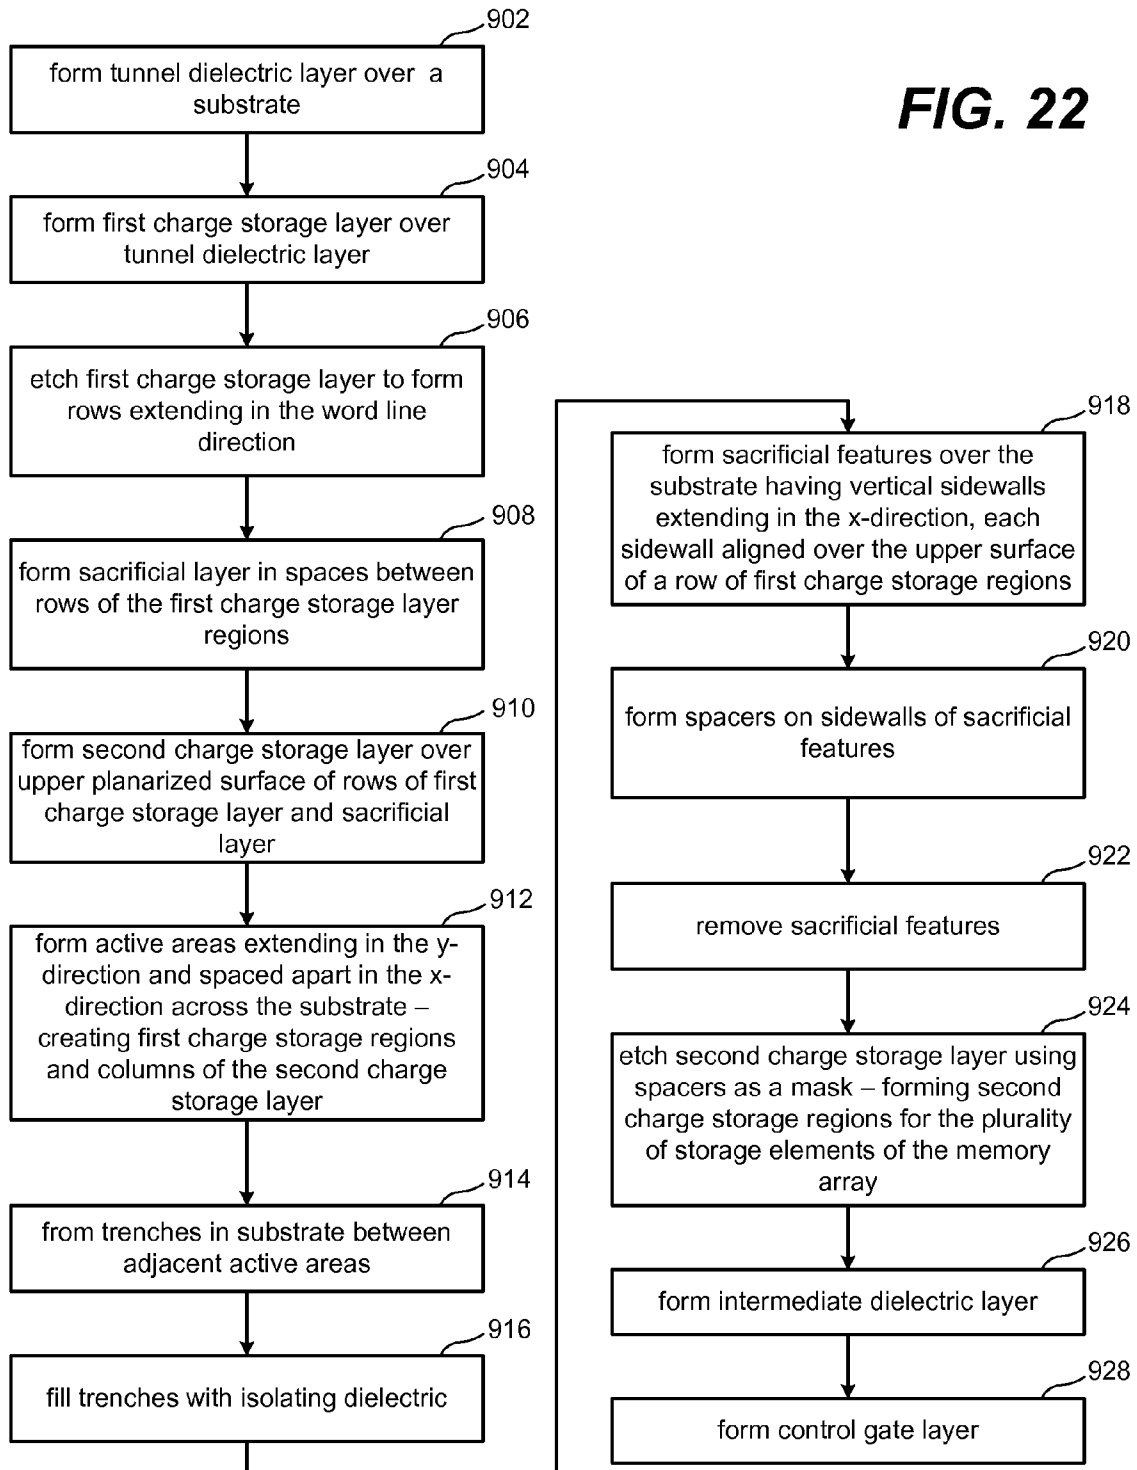 FIG. 22
902
form tunnel dielectric layer over a
substrate
904
form first charge storage layer over
tunnel dielectric layer
906
etch first charge storage layer to form
rows extending in the word line
direction
908
form sacrificial layer in spaces between
rows of the first charge storage layer
regions
910
form second charge storage layer over
upper planarized surface of rows of first
charge storage layer and sacrificial
layer
912
form active areas extending in the y-
direction and spaced apart in the x-
direction across the substrate –
creating first charge storage regions
and columns of the second charge
storage layer
914
from trenches in substrate between
adjacent active areas
916
fill trenches with isolating dielectric
918
form sacrificial features over the
substrate having vertical sidewalls
extending in the x-direction, each
sidewall aligned over the upper surface
of a row of first charge storage regions
920
form spacers on sidewalls of sacrificial
features
922
remove sacrificial features
924
etch second charge storage layer using
spacers as a mask – forming second
charge storage regions for the plurality
of storage elements of the memory
array
926
form intermediate dielectric layer
928
form control gate layer